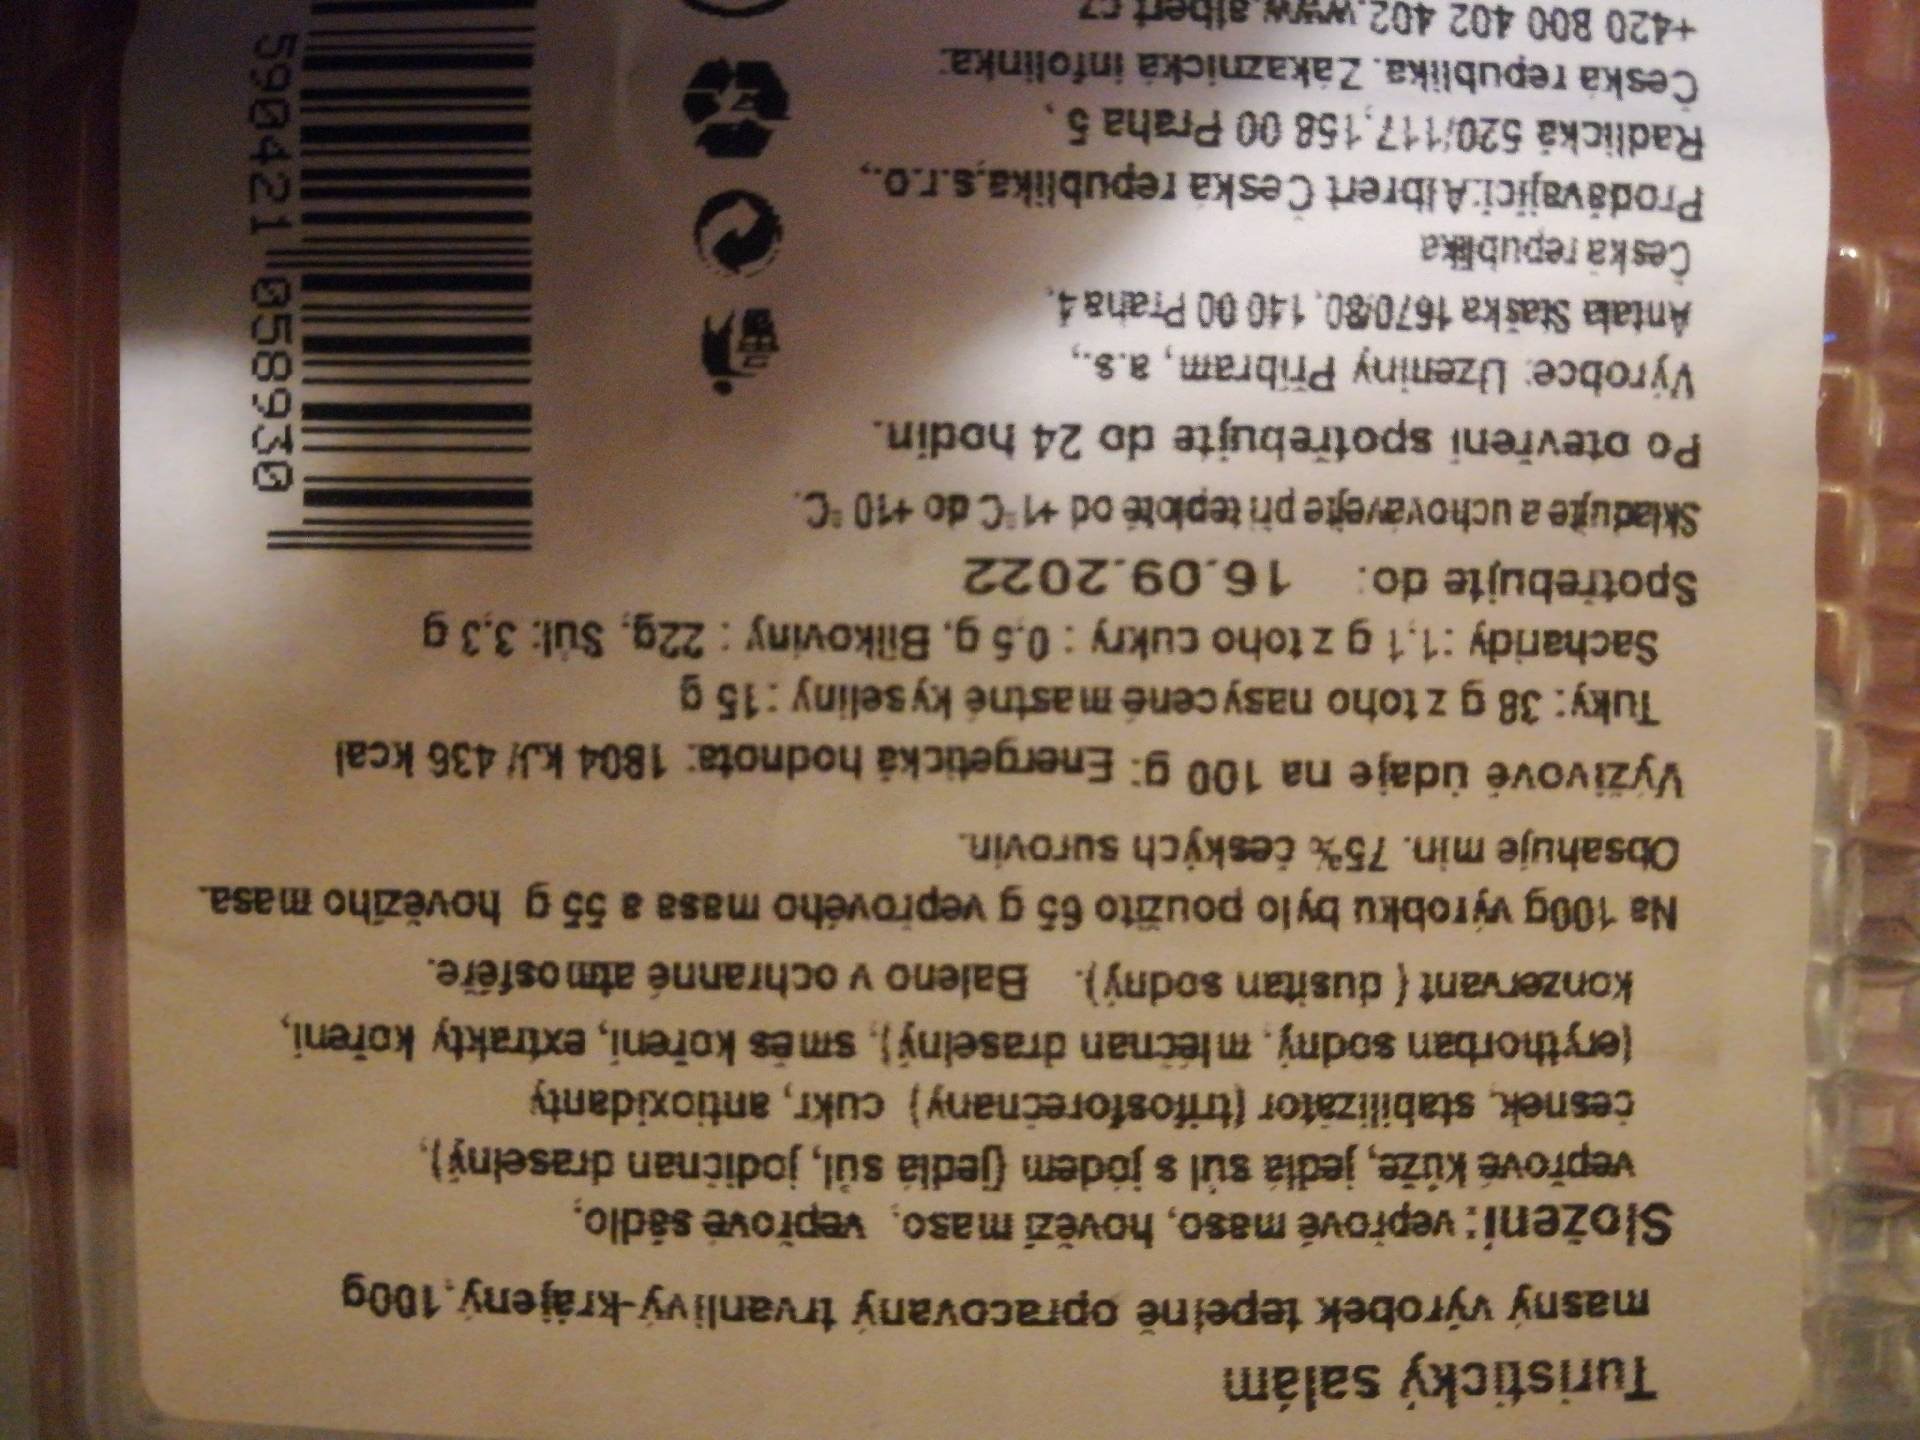 Turistický salám
masný výrobek tepelně opracovaný trvanlivý-krájený.100g
Složení: vepřové maso, hovězí maso, vepřové sádlo,
vepřové kůže, jedlá sůl s jódem (jedlá sůl, jodičnan draselný),
česnek, stabilizátor (trifosforečnany) cukr, antioxidanty
(erythorban sodný, mléčnan draselný), směs koření, extrakty koření,
konzervant ( dusitan sodný). Baleno v ochranné atmosféře.
Na 100g výrobku bylo použito 65 g vepřového masa a 55 g hovězího masa.
Obsahuje min. 75% českých surovin.
Výživové údaje na 100 g: Energetická hodnota: 1804 kJ/ 436 kcal
Tuky: 38 g z toho nasycené mastné kyseliny : 15 g
Sacharidy : 1,1 g z toho cukry : 0,5 g, Bílkoviny : 22g, Sůl: 3,3 g
Spotřebujte do: 16.09.2022
Skladujte a uchovávejte při teplotě od +1°C do +10 °C.
Po otevření spotřebujte do 24 hodin.
Výrobce: Uzeniny Příbram, a.s.,
Antala Staška 1670/80, 140 00 Praha 4,
Česká republika
Prodávající:Albrert Česká republika,s.r.o.,
Radlická 520/117,158 00 Praha 5 ,
Česká republika. Zákaznická infolinka:
+420 800 402 402,www.albert.cz
5904215058930